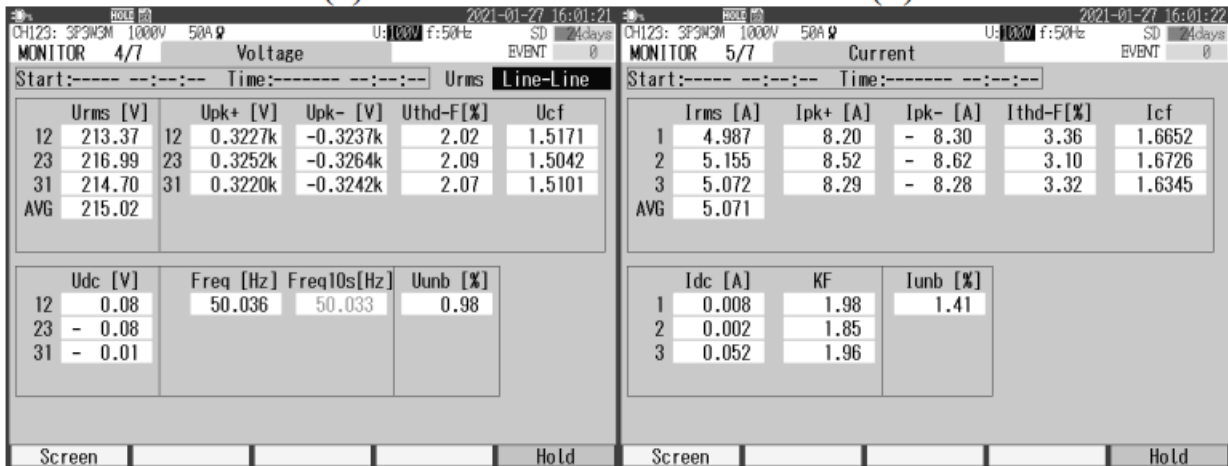 HOLD 2021-01-27 16:01:21
CH123: 3P3W3M 1000V 50A U:100V f:50Hz SD 24days
MONITOR 4/7 Voltage EVENT 0
Start:----- --:--:-- Time:------- --:--:-- Urms Line-Line
Urms [V] Upk+ [V] Upk- [V] Uthd-F[%] Ucf
12 213.37 12 0.3227k -0.3237k 2.02 1.5171
23 216.99 23 0.3252k -0.3264k 2.09 1.5042
31 214.70 31 0.3220k -0.3242k 2.07 1.5101
AVG 215.02
Udc [V] Freq [Hz] Freq10s[Hz] Uunb [%]
12 0.08 50.036 50.033 0.98
23 - 0.08
31 - 0.01
Screen Hold
HOLD 2021-01-27 16:01:22
CH123: 3P3W3M 1000V 50A U:100V f:50Hz SD 24days
MONITOR 5/7 Current EVENT 0
Start:----- --:--:-- Time:------- --:--:--
Irms [A] Ipk+ [A] Ipk- [A] Ithd-F[%] Icf
1 4.987 8.20 - 8.30 3.36 1.6652
2 5.155 8.52 - 8.62 3.10 1.6726
3 5.072 8.29 - 8.28 3.32 1.6345
AVG 5.071
Idc [A] KF Iunb [%]
1 0.008 1.98 1.41
2 0.002 1.85
3 0.052 1.96
Screen Hold